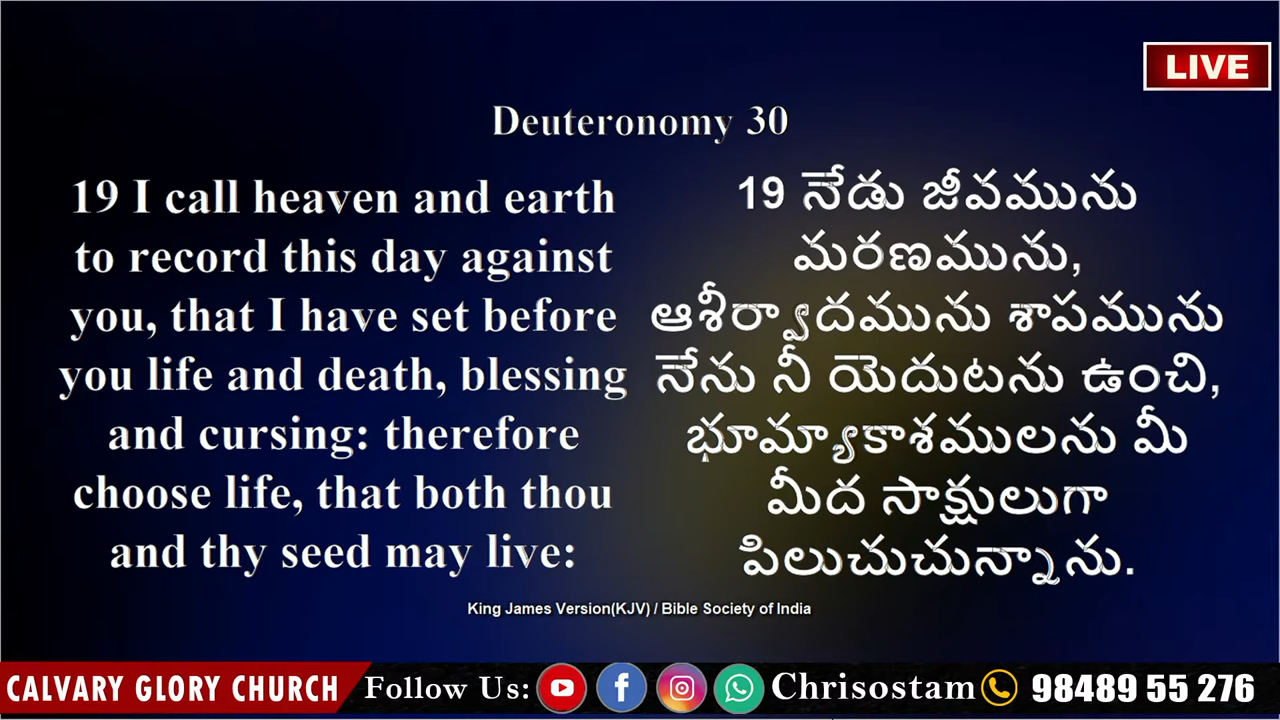 LIVE
Deuteronomy 30
19 I call heaven and earth
to record this day against
you, that I have set before
you life and death, blessing
and cursing: therefore
choose life, that both thou
and thy seed may live:
19 నేడు జీవమును
మరణమును,
ఆశీర్వాదమును శాపమును
నేను నీ యెదుటను ఉంచి,
భూమ్యాకాశములను మీ
మీద సాక్షులుగా
పిలుచుచున్నాను.
King James Version(KJV) / Bible Society of India
CALVARY GLORY CHURCH Follow Us: Chrisostam 98489 55 276